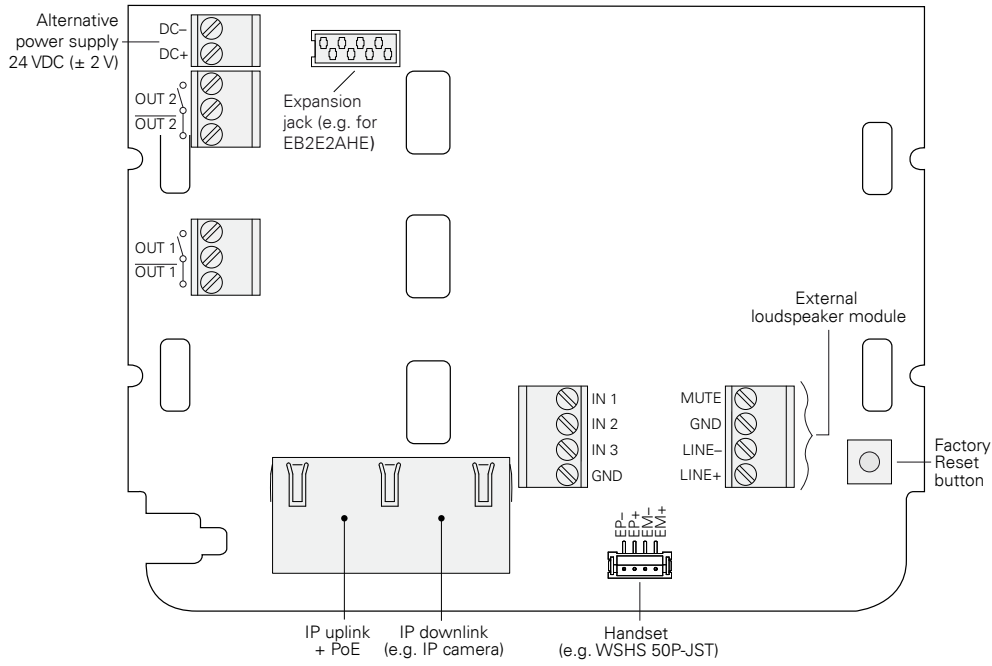 Alternative
power supply
24 VDC (± 2 V)
DC–
DC+
OUT 2
OUT 2
Expansion
jack (e.g. for
EB2E2AHE)
OUT 1
OUT 1
External
loudspeaker module
IN 1
IN 2
IN 3
GND
MUTE
GND
LINE–
LINE+
Factory
Reset
button
EP–
EP+
EM–
EM+
IP uplink
+ PoE
IP downlink
(e.g. IP camera)
Handset
(e.g. WSHS 50P-JST)